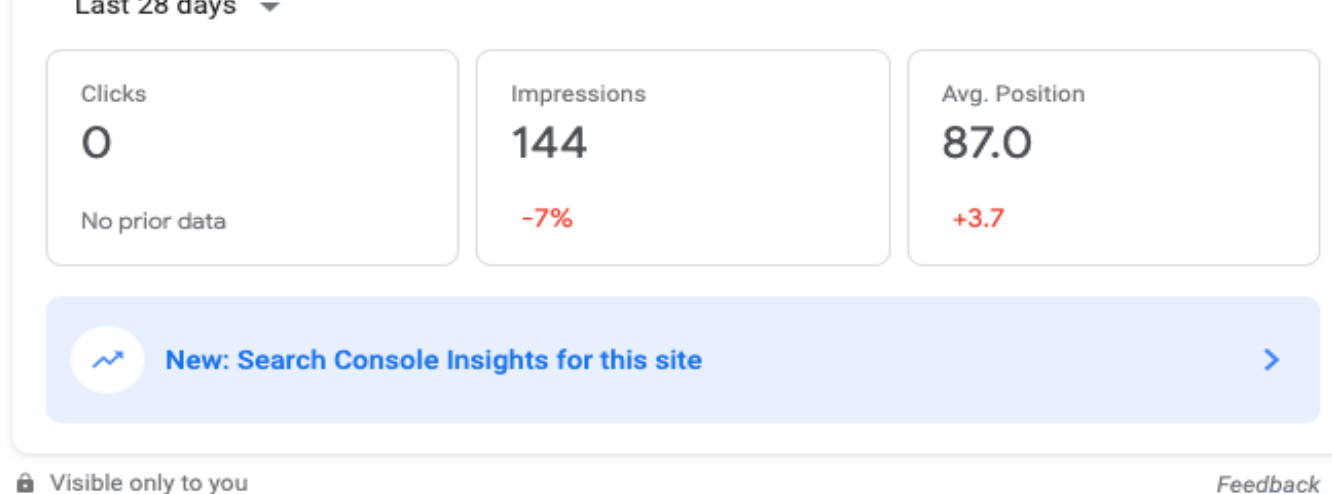 Last 28 days
Clicks
0
No prior data
Impressions
144
-7%
Avg. Position
87.0
+3.7
New: Search Console Insights for this site
Visible only to you
Feedback